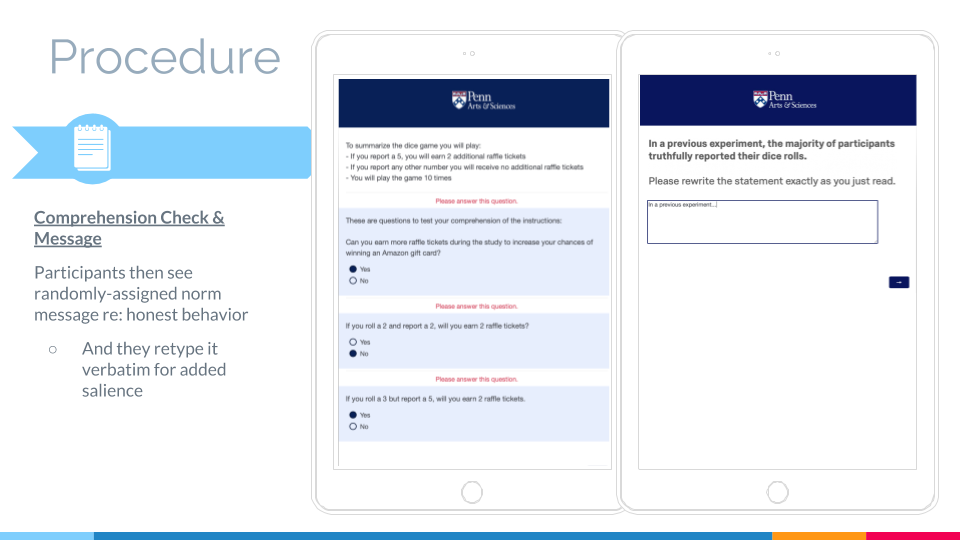 Procedure
Comprehension Check &
Message
Participants then see
randomly-assigned norm
message re: honest behavior
○ And they retype it
verbatim for added
salience
Penn
Arts & Sciences
To summarize the dice game you will play:
- If you report a 5, you will earn 2 additional raffle tickets
- If you report any other number you will receive no additional raffle tickets
- You will play the game 10 times
Please answer this question.
These are questions to test your comprehension of the instructions:
Can you earn more raffle tickets during the study to increase your chances of
winning an Amazon gift card?
Yes
No
Please answer this question.
If you roll a 2 and report a 2, will you earn 2 raffle tickets?
Yes
No
Please answer this question.
If you roll a 3 but report a 5, will you earn 2 raffle tickets.
Yes
No
Penn
Arts & Sciences
In a previous experiment, the majority of participants
truthfully reported their dice rolls.
Please rewrite the statement exactly as you just read.
In a previous experiment...
→